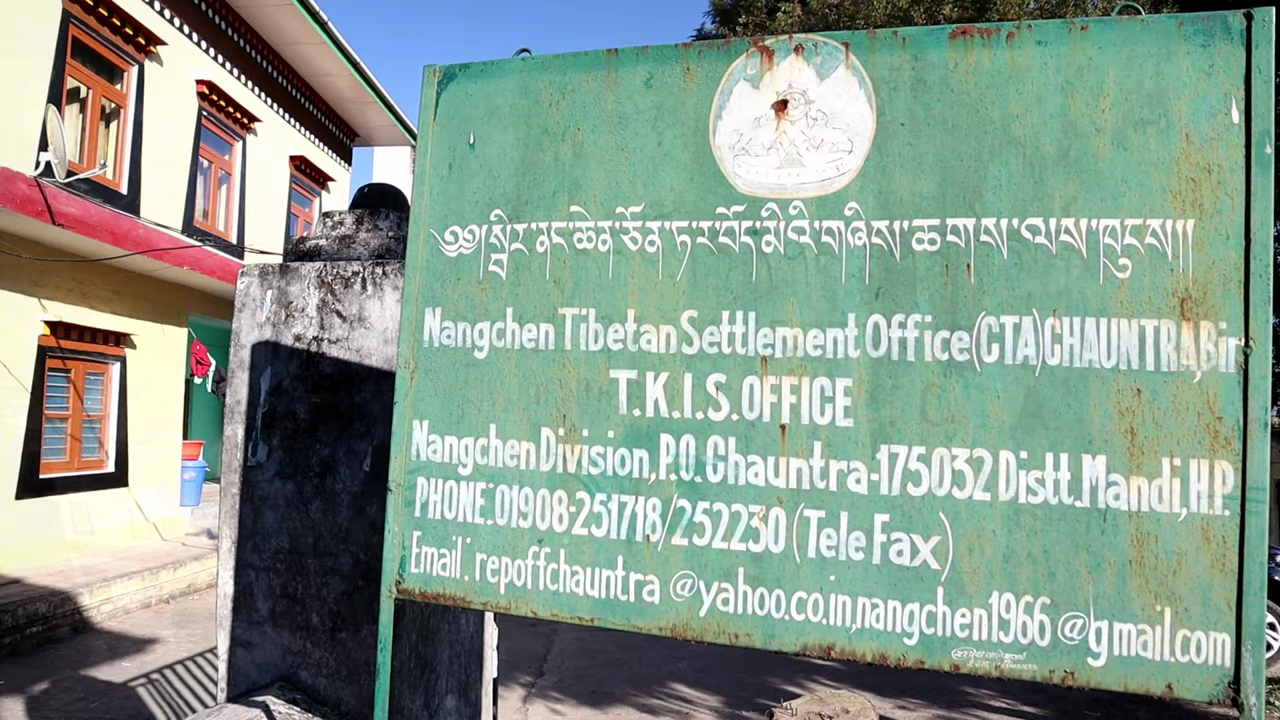 ༄༅།།སྦིར་ནང་ཆེན་ཙོན་ཏ་ར་བོད་མིའི་གཞིས་ཆགས་ལས་ཁུངས།།
Nangchen Tibetan Settlement Office(CTA)CHAUNTRA,Bir
T.K.I.S.OFFICE
Nangchen Division,P.O.Chauntra-175032 Distt.Mandi,H.P.
PHONE:01908-251718/252230 (Tele Fax)
Email: repoffchauntra @yahoo.co.in,nangchen1966 @gmail.com